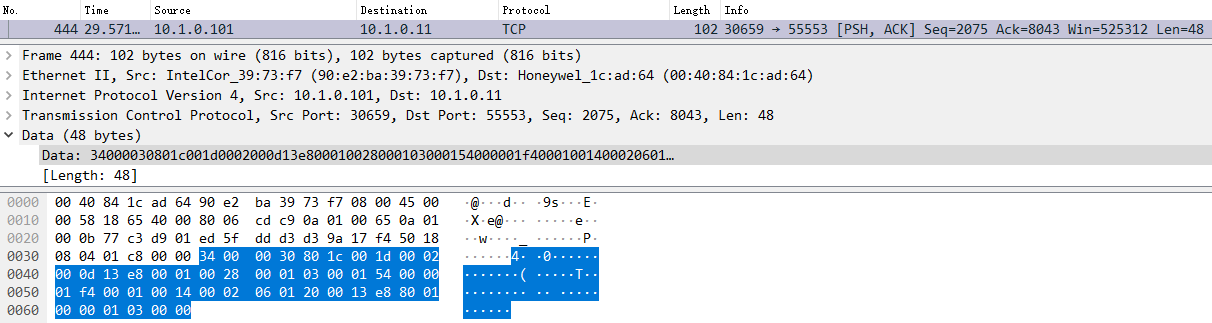 No. Time Source Destination Protocol Length Info
444 29.571… 10.1.0.101 10.1.0.11 TCP 102 30659 → 55553 [PSH, ACK] Seq=2075 Ack=8043 Win=525312 Len=48
Frame 444: 102 bytes on wire (816 bits), 102 bytes captured (816 bits)
Ethernet II, Src: IntelCor_39:73:f7 (90:e2:ba:39:73:f7), Dst: Honeywel_1c:ad:64 (00:40:84:1c:ad:64)
Internet Protocol Version 4, Src: 10.1.0.101, Dst: 10.1.0.11
Transmission Control Protocol, Src Port: 30659, Dst Port: 55553, Seq: 2075, Ack: 8043, Len: 48
Data (48 bytes)
Data: 34000030801c001d0002000d13e8000100280001030001540000​01f40001001400020601…
[Length: 48]
0000 00 40 84 1c ad 64 90 e2 ba 39 73 f7 08 00 45 00 ·@···d·· ·9s···E·
0010 00 58 18 65 40 00 80 06 cd c9 0a 01 00 65 0a 01 ·X·e@··· ·····e··
0020 00 0b 77 c3 d9 01 ed 5f dd d3 d3 9a 17 f4 50 18 ··w····_ ······P·
0030 08 04 01 c8 00 00 34 00 00 30 80 1c 00 1d 00 02 ······4· ·0······
0040 00 0d 13 e8 00 01 00 28 00 01 03 00 01 54 00 00 ·······( ·····T··
0050 01 f4 00 01 00 14 00 02 06 01 20 00 13 e8 80 01 ········ ·· ·····
0060 00 00 01 03 00 00 ······